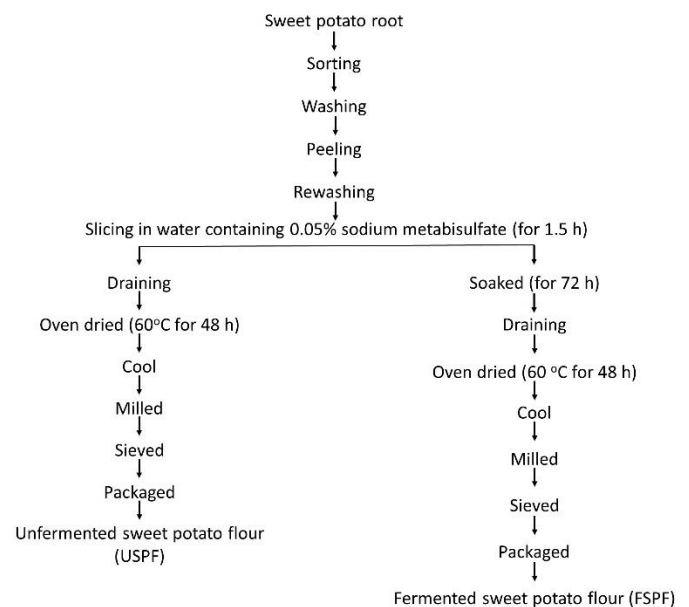 Sweet potato root
Sorting
Washing
Peeling
Rewashing
Slicing in water containing 0.05% sodium metabisulfate (for 1.5 h)
Draining
Oven dried (60°C for 48 h)
Cool
Milled
Sieved
Packaged
Unfermented sweet potato flour
(USPF)
Soaked (for 72 h)
Draining
Oven dried (60 °C for 48 h)
Cool
Milled
Sieved
Packaged
Fermented sweet potato flour (FSPF)